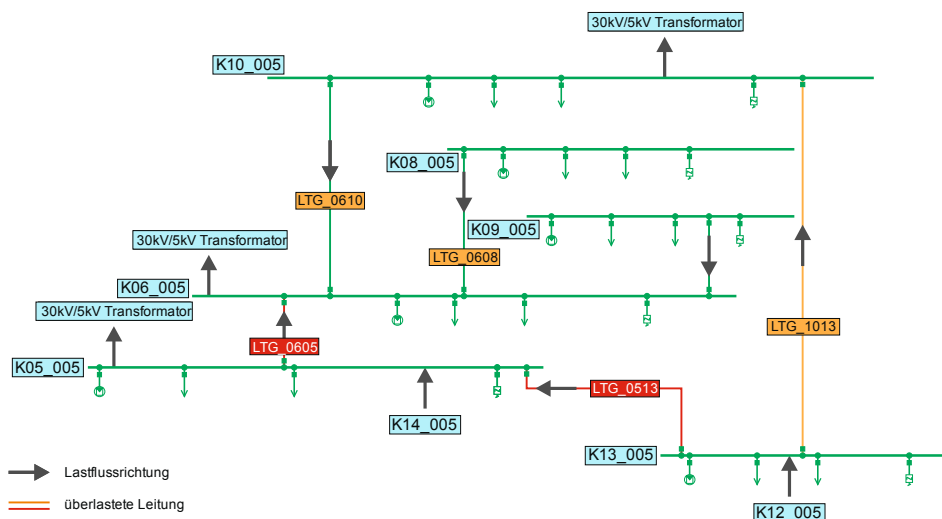 30kV/5kV Transformator
K10_005
K08_005
LTG_0610
K09_005
30kV/5kV Transformator
LTG_0608
K06_005
30kV/5kV Transformator
LTG_1013
LTG_0605
K05_005
LTG_0513
K14_005
K13_005
Lastflussrichtung
überlastete Leitung
K12_005